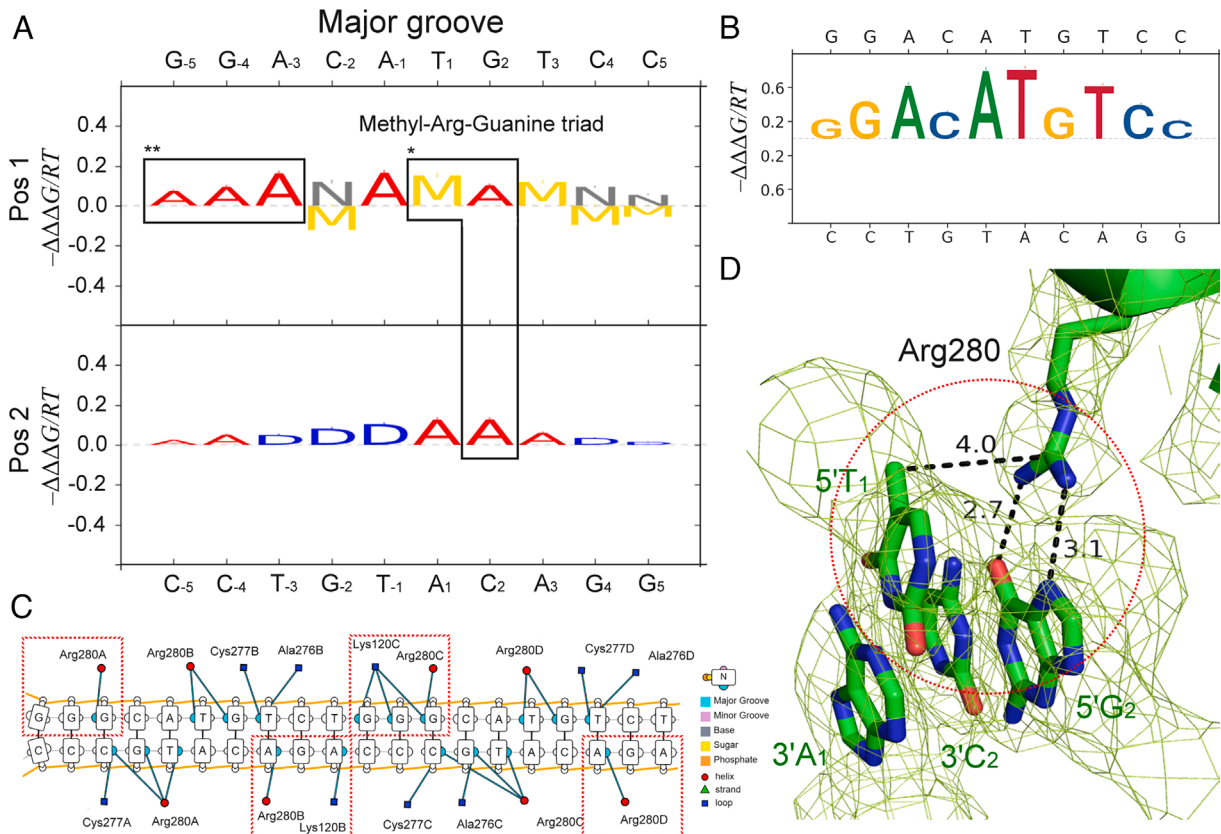 A
Major groove
G-5 G-4 A-3 C-2 A-1 T1 G2 T3 C4 C5
Pos 1
−ΔΔΔG/RT
0.4
0.2
0.0
-0.2
-0.4
**
*
Methyl-Arg-Guanine triad
A A A N A M A M N N
M M M
Pos 2
−ΔΔΔG/RT
0.4
0.2
0.0
-0.2
-0.4
A A D D D A A A D D
C-5 C-4 T-3 G-2 T-1 A1 C2 A3 G4 G5
B
G G A C A T G T C C
−ΔΔΔG/RT
0.6
0.2
0.2
0.6
G G A C A T G T C C
C C T G T A C A G G
C
Arg280A Arg280B Cys277B Ala276B Lys120C Arg280C Arg280D Cys277D Ala276D
G G G C A T G T C T G G G C A T G T C T
C C C G T A C A G A C C C G T A C A G A
Cys277A Arg280A Arg280B Lys120B Cys277C Ala276C Arg280C Arg280D
N
Major Groove
Minor Groove
Base
Sugar
Phosphate
helix
strand
loop
D
Arg280
4.0
5'T1
2.7
3.1
5'G2
3'A1
3'C2